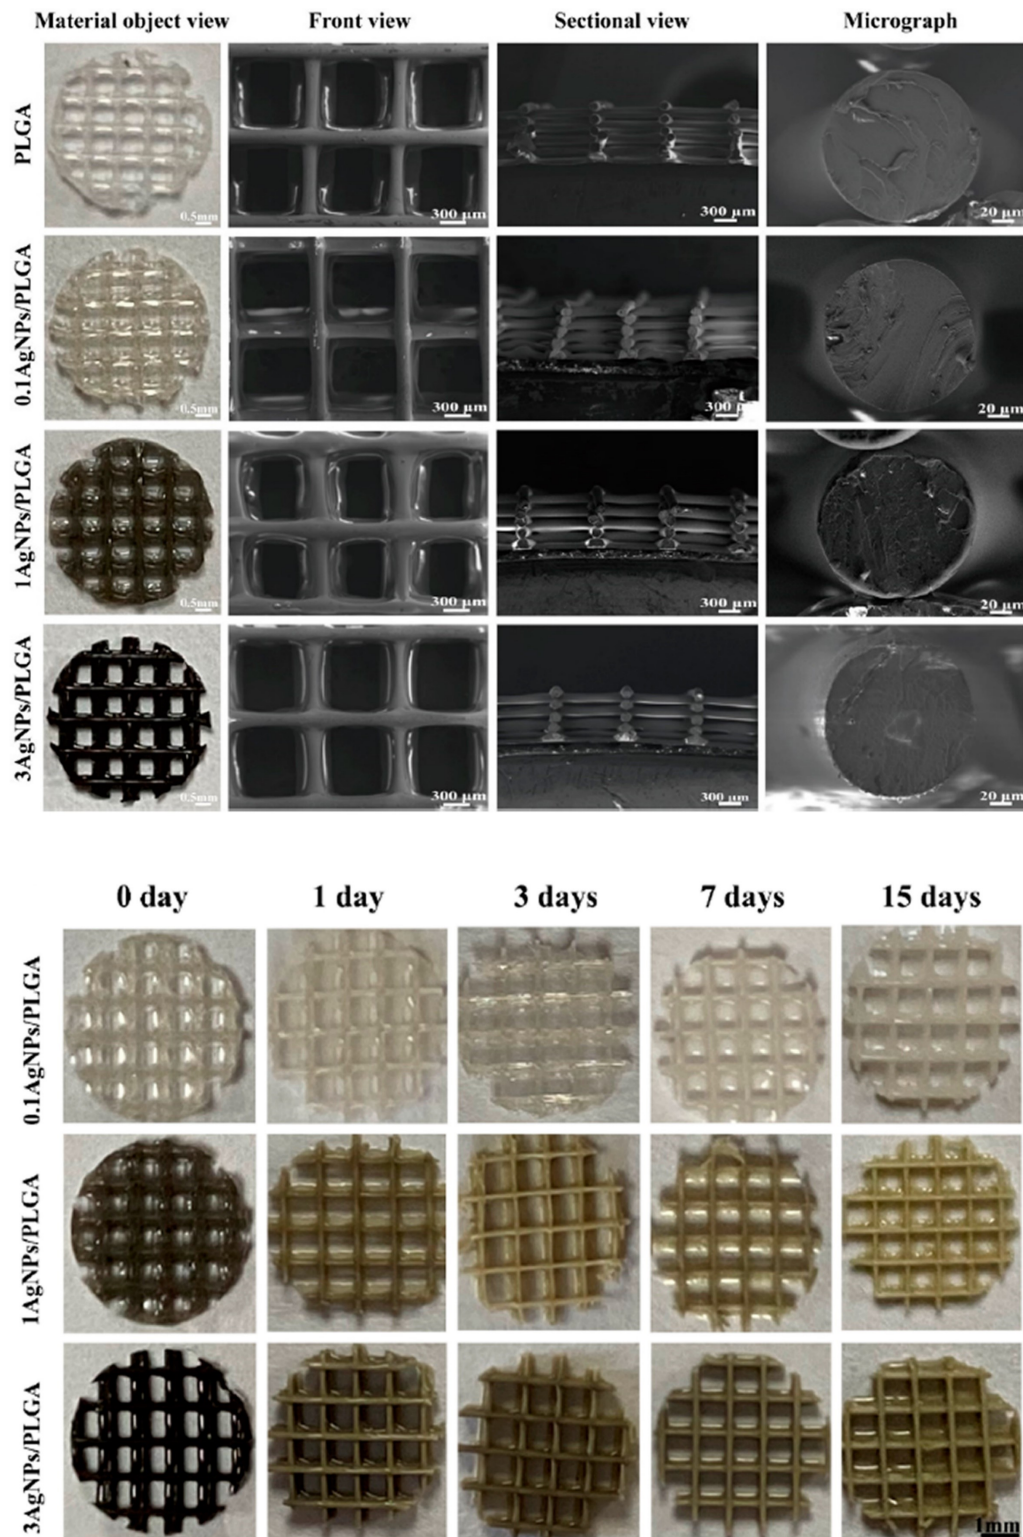 Material object view Front view Sectional view Micrograph
PLGA
0.5mm 300 μm 300 μm 20 μm
0.1AgNPs/PLGA
0.5mm 300 μm 300 μm 20 μm
1AgNPs/PLGA
0.5mm 300 μm 300 μm 20 μm
3AgNPs/PLGA
0.5mm 300 μm 300 μm 20 μm
0 day 1 day 3 days 7 days 15 days
0.1AgNPs/PLGA
1AgNPs/PLGA
3AgNPs/PLGA
1mm